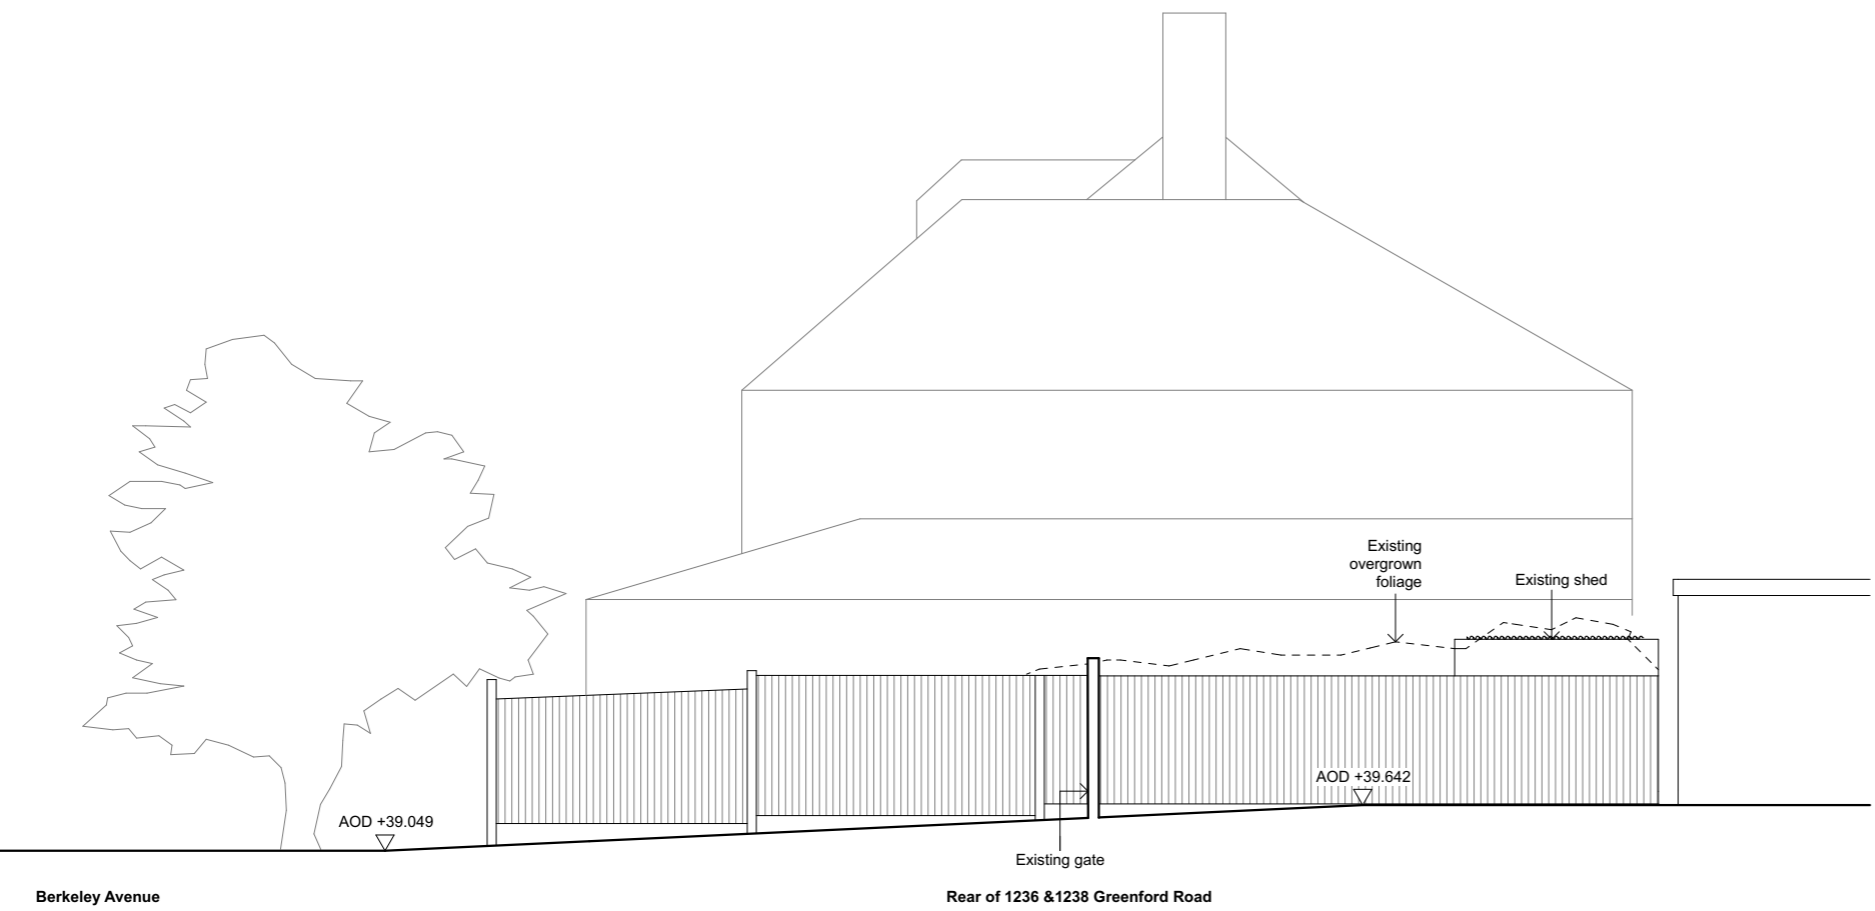 Existing
overgrown
foliage
Existing shed
AOD +39.642
AOD +39.049
Existing gate
Berkeley Avenue
Rear of 1236 &1238 Greenford Road